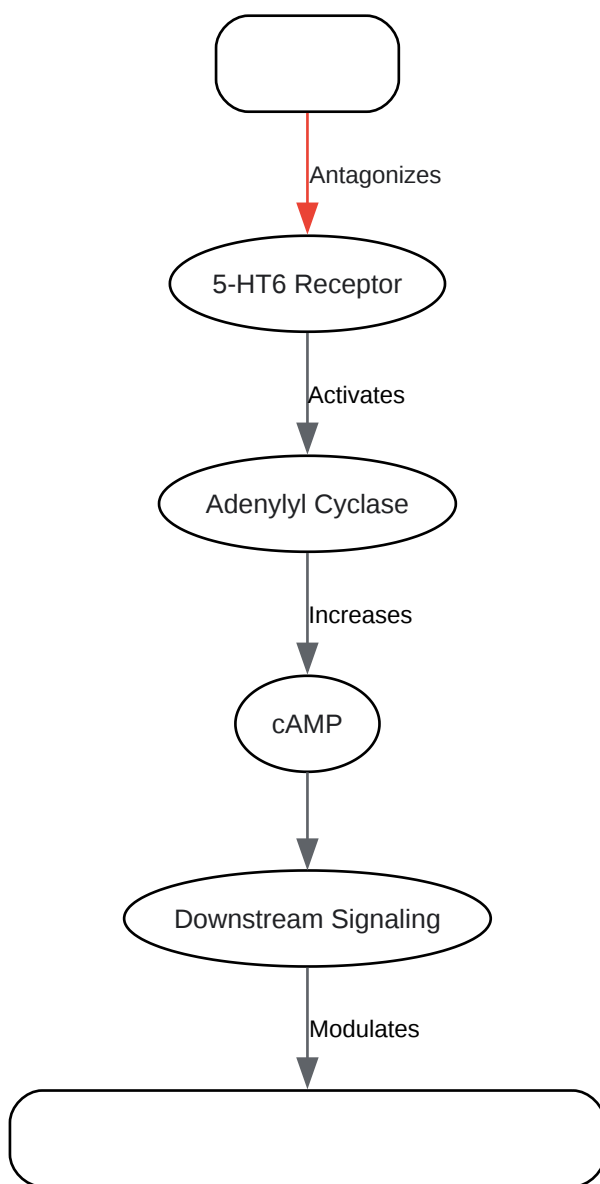 Antagonizes
5-HT6 Receptor
Activates
Adenylyl Cyclase
Increases
cAMP
Downstream Signaling
Modulates